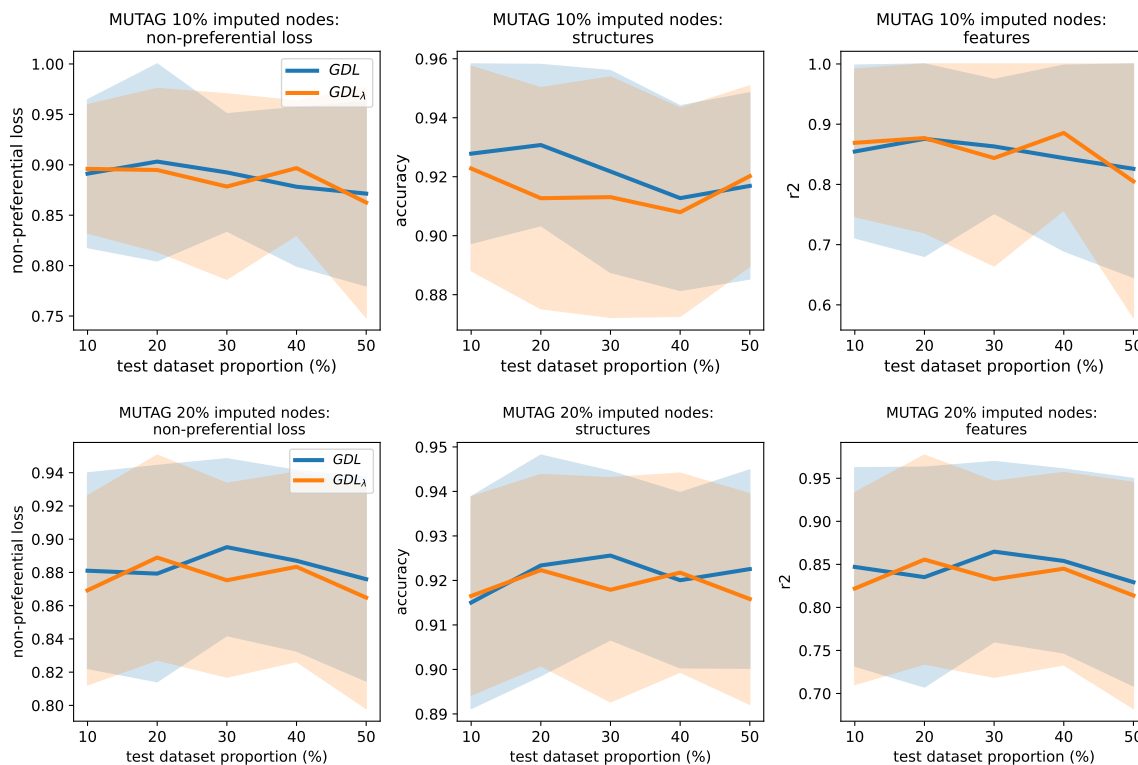 MUTAG 10% imputed nodes:
non-preferential loss
non-preferential loss
1.00
0.95
0.90
0.85
0.80
0.75
GDL
GDLλ
10 20 30 40 50
test dataset proportion (%)
MUTAG 10% imputed nodes:
structures
accuracy
0.96
0.94
0.92
0.90
0.88
10 20 30 40 50
test dataset proportion (%)
MUTAG 10% imputed nodes:
features
r2
1.0
0.9
0.8
0.7
0.6
10 20 30 40 50
test dataset proportion (%)
MUTAG 20% imputed nodes:
non-preferential loss
non-preferential loss
0.94
0.92
0.90
0.88
0.86
0.84
0.82
0.80
GDL
GDLλ
10 20 30 40 50
test dataset proportion (%)
MUTAG 20% imputed nodes:
structures
accuracy
0.95
0.94
0.93
0.92
0.91
0.90
0.89
10 20 30 40 50
test dataset proportion (%)
MUTAG 20% imputed nodes:
features
r2
0.95
0.90
0.85
0.80
0.75
0.70
10 20 30 40 50
test dataset proportion (%)